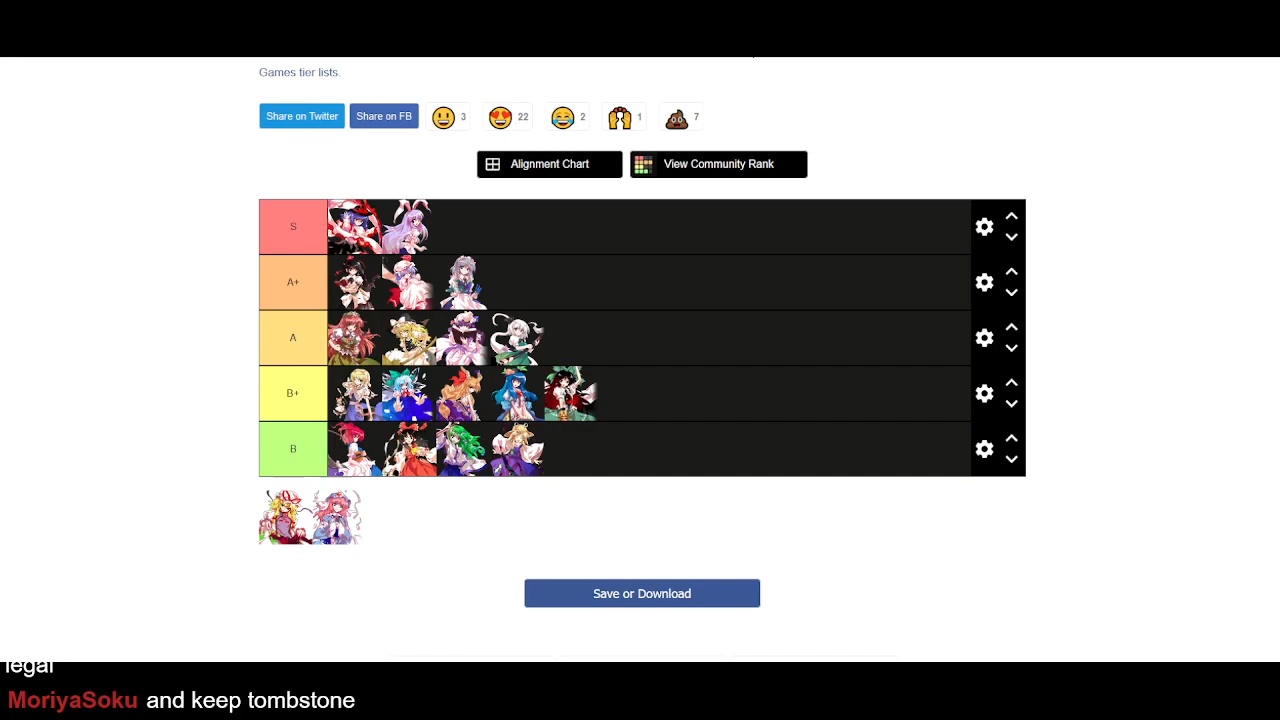 Games tier lists.
Share on Twitter Share on FB 3 22 2 1 7
Alignment Chart View Community Rank
S
A+
A
B+
B
Save or Download
legal
MoriyaSoku and keep tombstone